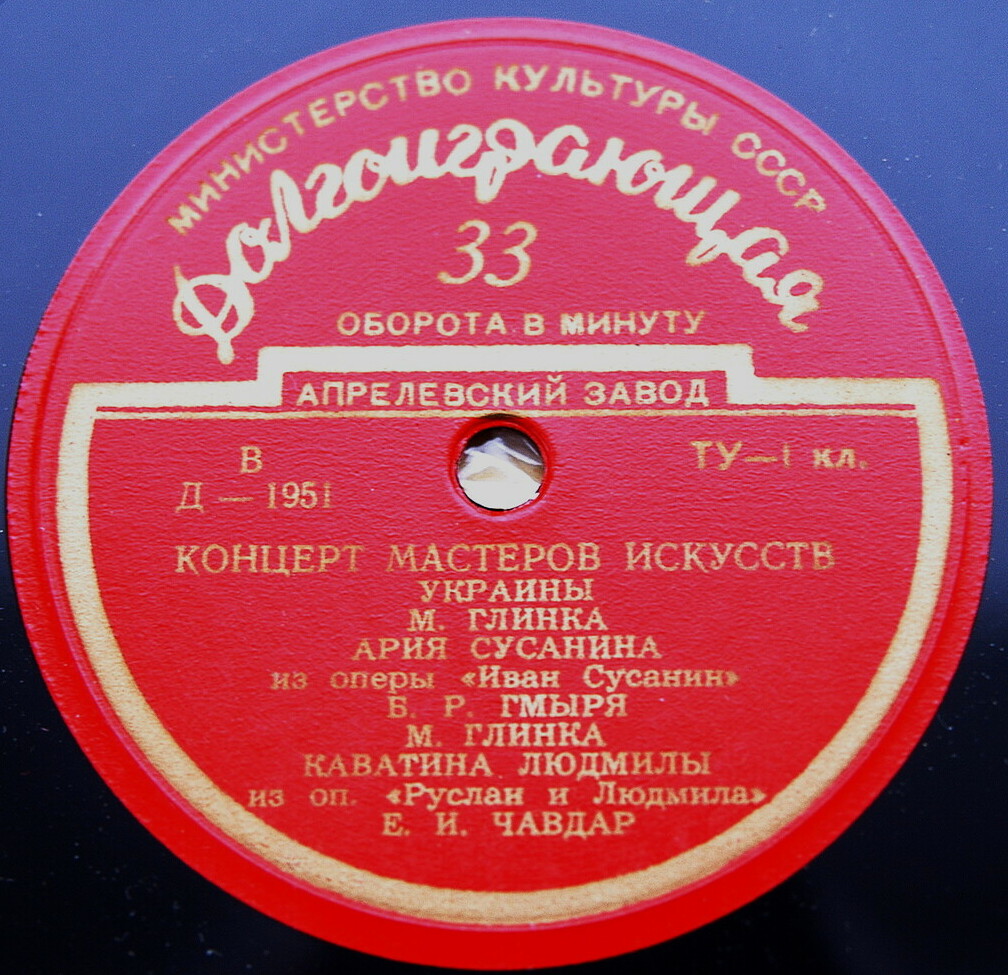 МИНИСТЕРСТВО КУЛЬТУРЫ СССР
Долгоиграющая
33
ОБОРОТА В МИНУТУ
АПРЕЛЕВСКИЙ ЗАВОД
В
Д — 1951
ТУ—1 кл.
КОНЦЕРТ МАСТЕРОВ ИСКУССТВ
УКРАИНЫ
М. ГЛИНКА
АРИЯ СУСАНИНА
из оперы «Иван Сусанин»
Б. Р. ГМЫРЯ
М. ГЛИНКА
КАВАТИНА ЛЮДМИЛЫ
из оп. «Руслан и Людмила»
Е. И. ЧАВДАР